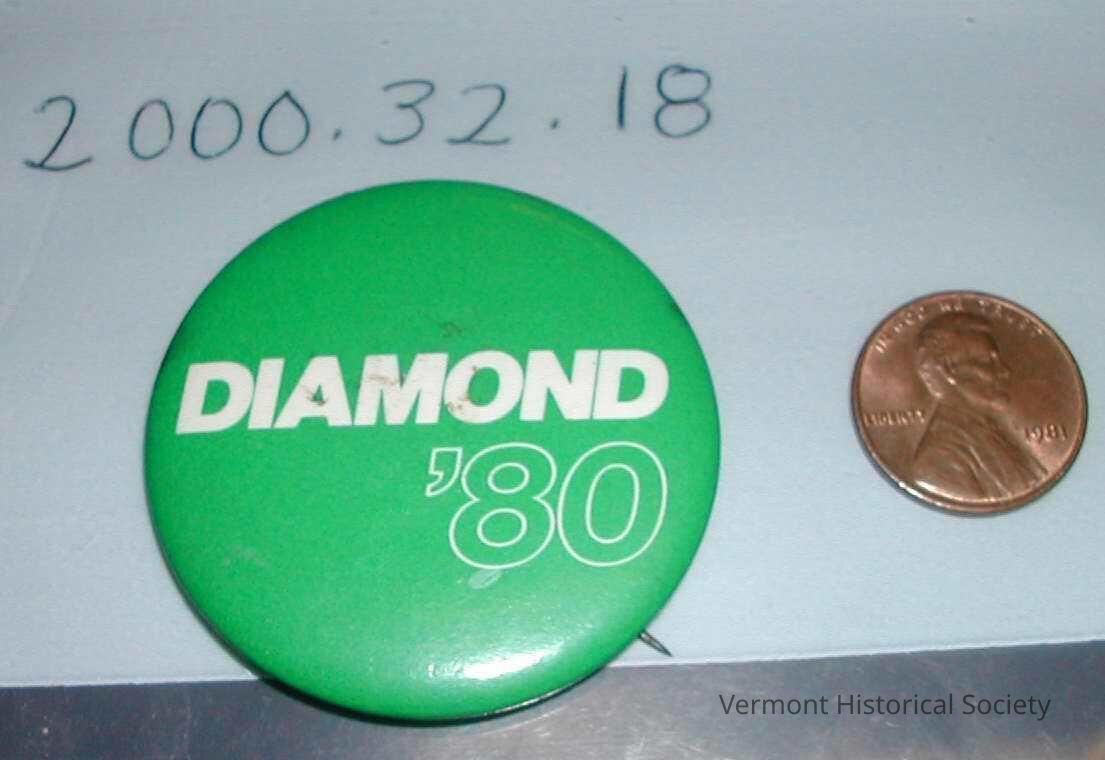 2000.32.18
DIAMOND
'80
LIBERTY
1981
Vermont Historical Society